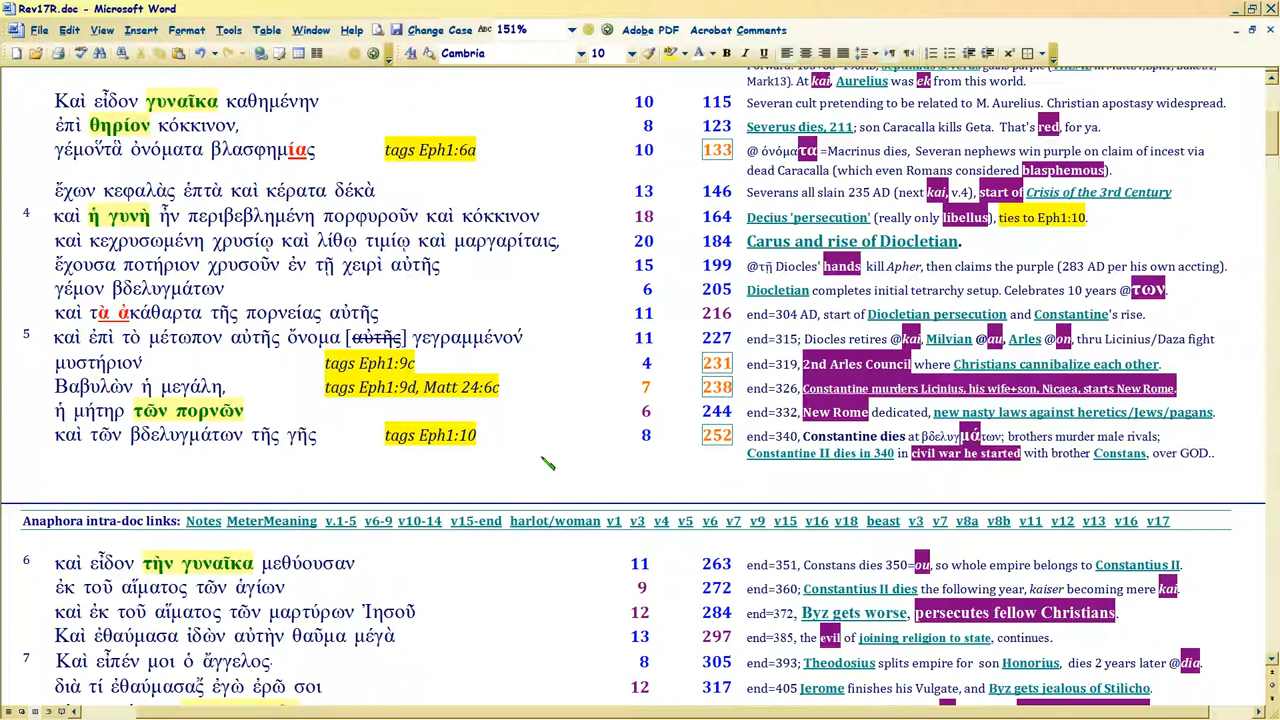 Rev17R.doc - Microsoft Word
File Edit View Insert Format Tools Table Window Help Change Case 151% Adobe PDF Acrobat Comments
Cambria 10
Mark13). At kai, Aurelius was ek from this world.
Καὶ εἶδον γυναῖκα καθημένην 10 115 Severan cult pretending to be related to M. Aurelius. Christian apostasy widespread.
ἐπὶ θηρίον κόκκινον, 8 123 Severus dies, 211; son Caracalla kills Geta. That's red, for ya.
γέμοντὰ ὀνόματα βλασφημίας tags Eph1:6a 10 133 @ ὀνόματα =Macrinus dies, Severan nephews win purple on claim of incest via
dead Caracalla (which even Romans considered blasphemous).
ἔχων κεφαλὰς ἑπτὰ καὶ κέρατα δέκὰ 13 146 Severans all slain 235 AD (next kai, v.4), start of Crisis of the 3rd Century
4 καὶ ἡ γυνὴ ἦν περιβεβλημένη πορφυροῦν καὶ κόκκινον 18 164 Decius 'persecution' (really only libellus), ties to Eph1:10.
καὶ κεχρυσωμένη χρυσίῳ καὶ λίθῳ τιμίῳ καὶ μαργαρίταις, 20 184 Carus and rise of Diocletian.
ἔχουσα ποτήριον χρυσοῦν ἐν τῇ χειρὶ αὐτῆς 15 199 @τῇ Diocles' hands kill Apher, then claims the purple (283 AD per his own accting).
γέμον βδελυγμάτων 6 205 Diocletian completes initial tetrarchy setup. Celebrates 10 years @των.
καὶ τὰ ἀκάθαρτα τῆς πορνείας αὐτῆς 11 216 end=304 AD, start of Diocletian persecution and Constantine's rise.
5 καὶ ἐπὶ τὸ μέτωπον αὐτῆς ὄνομα [αὐτῆς] γεγραμμένον 11 227 end=315; Diocles retires @kai, Milvian @au, Arles @on, thru Licinius/Daza fight
μυστήριον tags Eph1:9c 4 231 end=319, 2nd Arles Council where Christians cannibalize each other.
Βαβυλὼν ἡ μεγάλη, tags Eph1:9d, Matt 24:6c 7 238 end=326, Constantine murders Licinius, his wife+son, Nicaea, starts New Rome.
ἡ μήτηρ τῶν πορνῶν 6 244 end=332, New Rome dedicated, new nasty laws against heretics/Jews/pagans.
καὶ τῶν βδελυγμάτων τῆς γῆς tags Eph1:10 8 252 end=340, Constantine dies at βδελυγμάτων; brothers murder male rivals;
Constantine II dies in 340 in civil war he started with brother Constans, over GOD..
Anaphora intra-doc links: Notes MeterMeaning v.1-5 v6-9 v10-14 v15-end harlot/woman v1 v3 v4 v5 v6 v7 v9 v15 v16 v18 beast v3 v7 v8a v8b v11 v12 v13 v16 v17
6 καὶ εἶδον τὴν γυναῖκα μεθύουσαν 11 263 end=351, Constans dies 350=ou, so whole empire belongs to Constantius II.
ἐκ τοῦ αἵματος τῶν ἁγίων 9 272 end=360; Constantius II dies the following year, kaiser becoming mere kai.
καὶ ἐκ τοῦ αἵματος τῶν μαρτύρων Ἰησοῦ 12 284 end=372, Byz gets worse, persecutes fellow Christians.
Καὶ ἐθαύμασα ἰδὼν αὐτὴν θαῦμα μέγὰ 13 297 end=385, the evil of joining religion to state, continues.
7 Καὶ εἶπέν μοι ὁ ἄγγελος· 8 305 end=393; Theodosius splits empire for son Honorius, dies 2 years later @dia
διὰ τί ἐθαύμασαξ ἐγὼ ἐρῶ σοι 12 317 end=405 Jerome finishes his Vulgate, and Byz gets jealous of Stilicho.